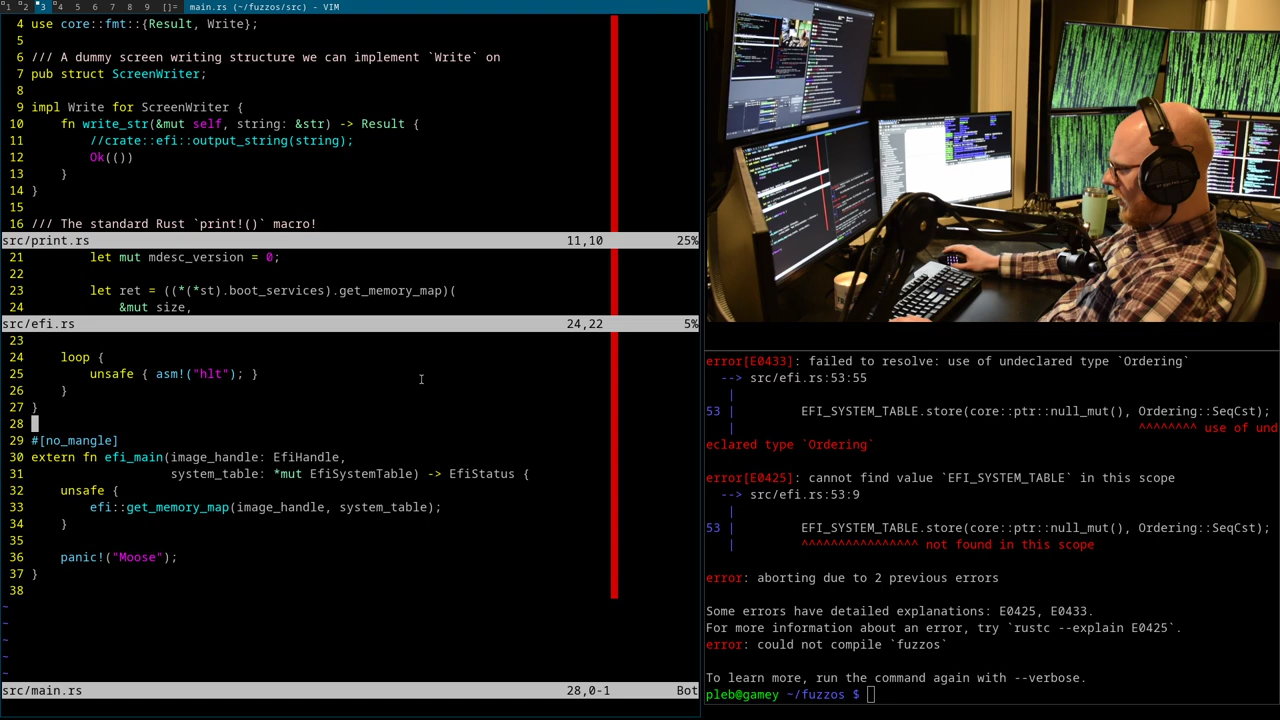 1 2 3 4 5 6 7 8 9 []= main.rs (~/fuzzos/src) - VIM
4 use core::fmt::{Result, Write};
5
6 /// A dummy screen writing structure we can implement `Write` on
7 pub struct ScreenWriter;
8
9 impl Write for ScreenWriter {
10     fn write_str(&mut self, string: &str) -> Result {
11         //crate::efi::output_string(string);
12         Ok(())
13     }
14 }
15
16 /// The standard Rust `print!()` macro!
src/print.rs 11,10 25%
21         let mut mdesc_version = 0;
22
23         let ret = ((*(*st).boot_services).get_memory_map)(
24             &mut size,
src/efi.rs 24,22 5%
23
24     loop {
25         unsafe { asm!("hlt"); }
26     }
27 }
28
29 #[no_mangle]
30 extern fn efi_main(image_handle: EfiHandle,
31                    system_table: *mut EfiSystemTable) -> EfiStatus {
32     unsafe {
33         efi::get_memory_map(image_handle, system_table);
34     }
35
36     panic!("Moose");
37 }
38
~
~
~
~
~
src/main.rs 28,0-1 Bot
error[E0433]: failed to resolve: use of undeclared type `Ordering`
--> src/efi.rs:53:55
|
53 |         EFI_SYSTEM_TABLE.store(core::ptr::null_mut(), Ordering::SeqCst);
|                                                       ^^^^^^^^ use of und
eclared type `Ordering`
error[E0425]: cannot find value `EFI_SYSTEM_TABLE` in this scope
--> src/efi.rs:53:9
|
53 |         EFI_SYSTEM_TABLE.store(core::ptr::null_mut(), Ordering::SeqCst);
|         ^^^^^^^^^^^^^^^^ not found in this scope
error: aborting due to 2 previous errors
Some errors have detailed explanations: E0425, E0433.
For more information about an error, try `rustc --explain E0425`.
error: could not compile `fuzzos`
To learn more, run the command again with --verbose.
pleb@gamey ~/fuzzos $